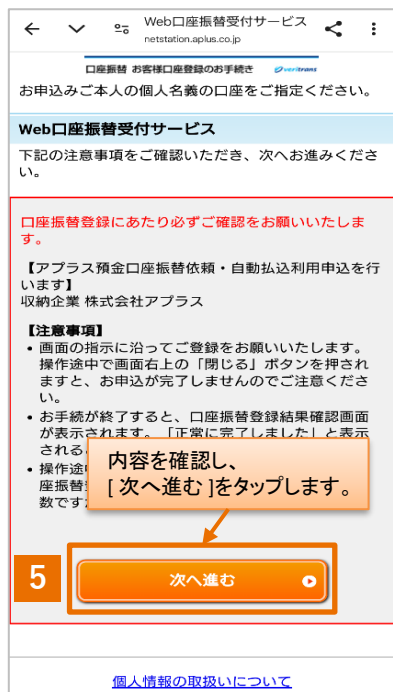 Web口座振替受付サービス
netstation.aplus.co.jp
口座振替 お客様口座登録のお手続き veritrans
お申込みご本人の個人名義の口座をご指定ください。
Web口座振替受付サービス
下記の注意事項をご確認いただき、次へお進みくださ
い。
口座振替登録にあたり必ずご確認をお願いいたしま
す。
【アプラス預金口座振替依頼・自動払込利用申込を行
います】
収納企業 株式会社アプラス
【注意事項】
• 画面の指示に沿ってご登録をお願いいたします。
操作途中で画面右上の「閉じる」ボタンを押され
ますと、お申込が完了しませんのでご注意くださ
い。
• お手続が終了すると、口座振替登録結果確認画面
が表示されます。「正常に完了しました」と表示
される
• 操作途
座振替
数です
内容を確認し、
[ 次へ進む ]をタップします。
5
次へ進む
個人情報の取扱いについて